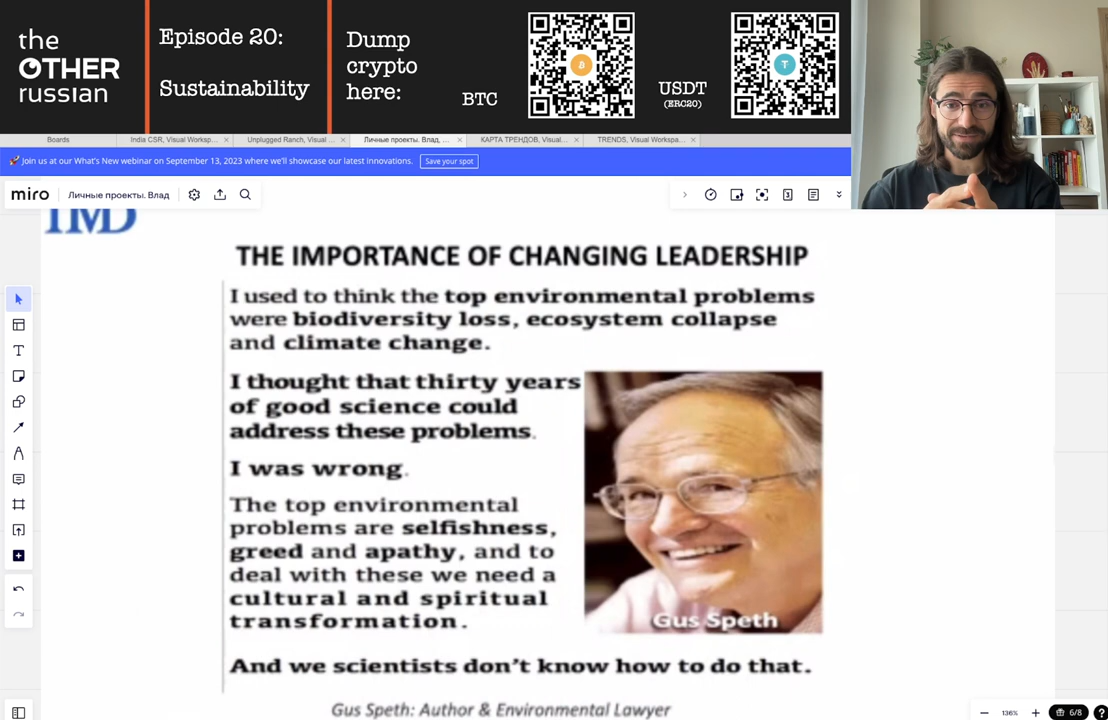 the
OTHER
russian
Episode 20:
Sustainability
Dump
crypto
here:
BTC
USDT
(ERC20)
Boards
India CSR, Visual Worksp...
Unplugged Ranch, Visual ...
Личные проекты. Влад, ...
КАРТА ТРЕНДОВ, Visual...
TRENDS, Visual Workspa...
Join us at our What's New webinar on September 13, 2023 where we'll showcase our latest innovations.
Save your spot
miro
Личные проекты. Влад
IMD
THE IMPORTANCE OF CHANGING LEADERSHIP
I used to think the top environmental problems
were biodiversity loss, ecosystem collapse
and climate change.
I thought that thirty years
of good science could
address these problems.
I was wrong.
The top environmental
problems are selfishness,
greed and apathy, and to
deal with these we need a
cultural and spiritual
transformation.
Gus Speth
And we scientists don't know how to do that.
Gus Speth: Author & Environmental Lawyer
136%
6/8